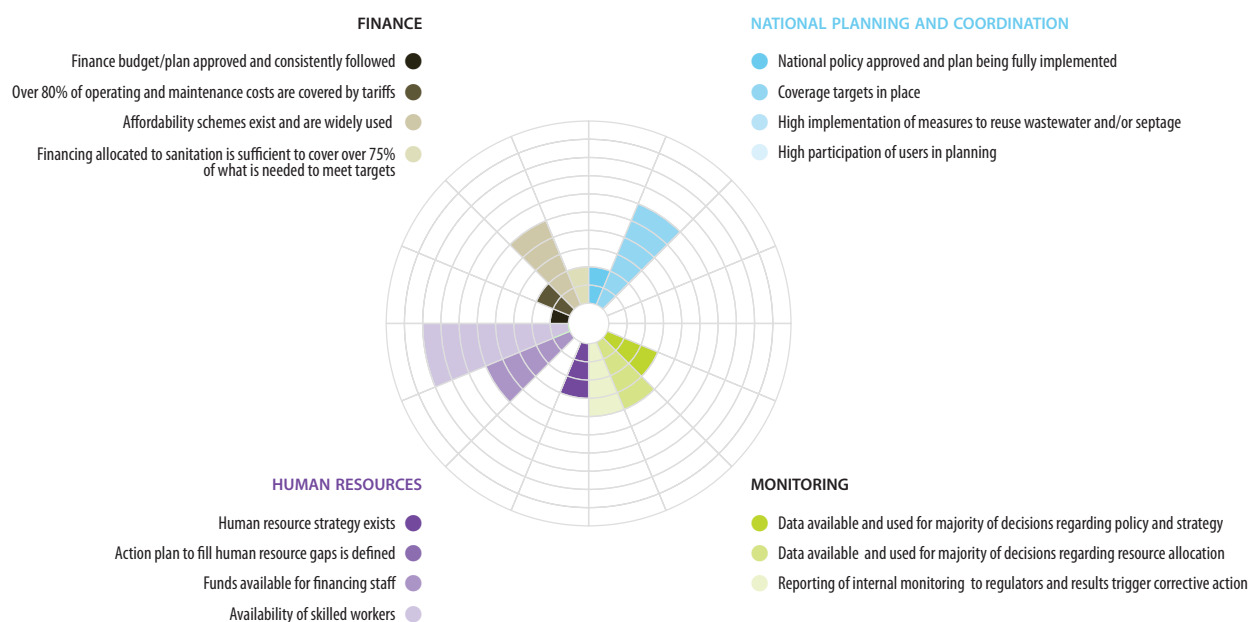 FINANCE
Finance budget/plan approved and consistently followed
Over 80% of operating and maintenance costs are covered by tariffs
Affordability schemes exist and are widely used
Financing allocated to sanitation is sufficient to cover over 75%
of what is needed to meet targets
NATIONAL PLANNING AND COORDINATION
National policy approved and plan being fully implemented
Coverage targets in place
High implementation of measures to reuse wastewater and/or septage
High participation of users in planning
HUMAN RESOURCES
Human resource strategy exists
Action plan to fill human resource gaps is defined
Funds available for financing staff
Availability of skilled workers
MONITORING
Data available and used for majority of decisions regarding policy and strategy
Data available and used for majority of decisions regarding resource allocation
Reporting of internal monitoring to regulators and results trigger corrective action